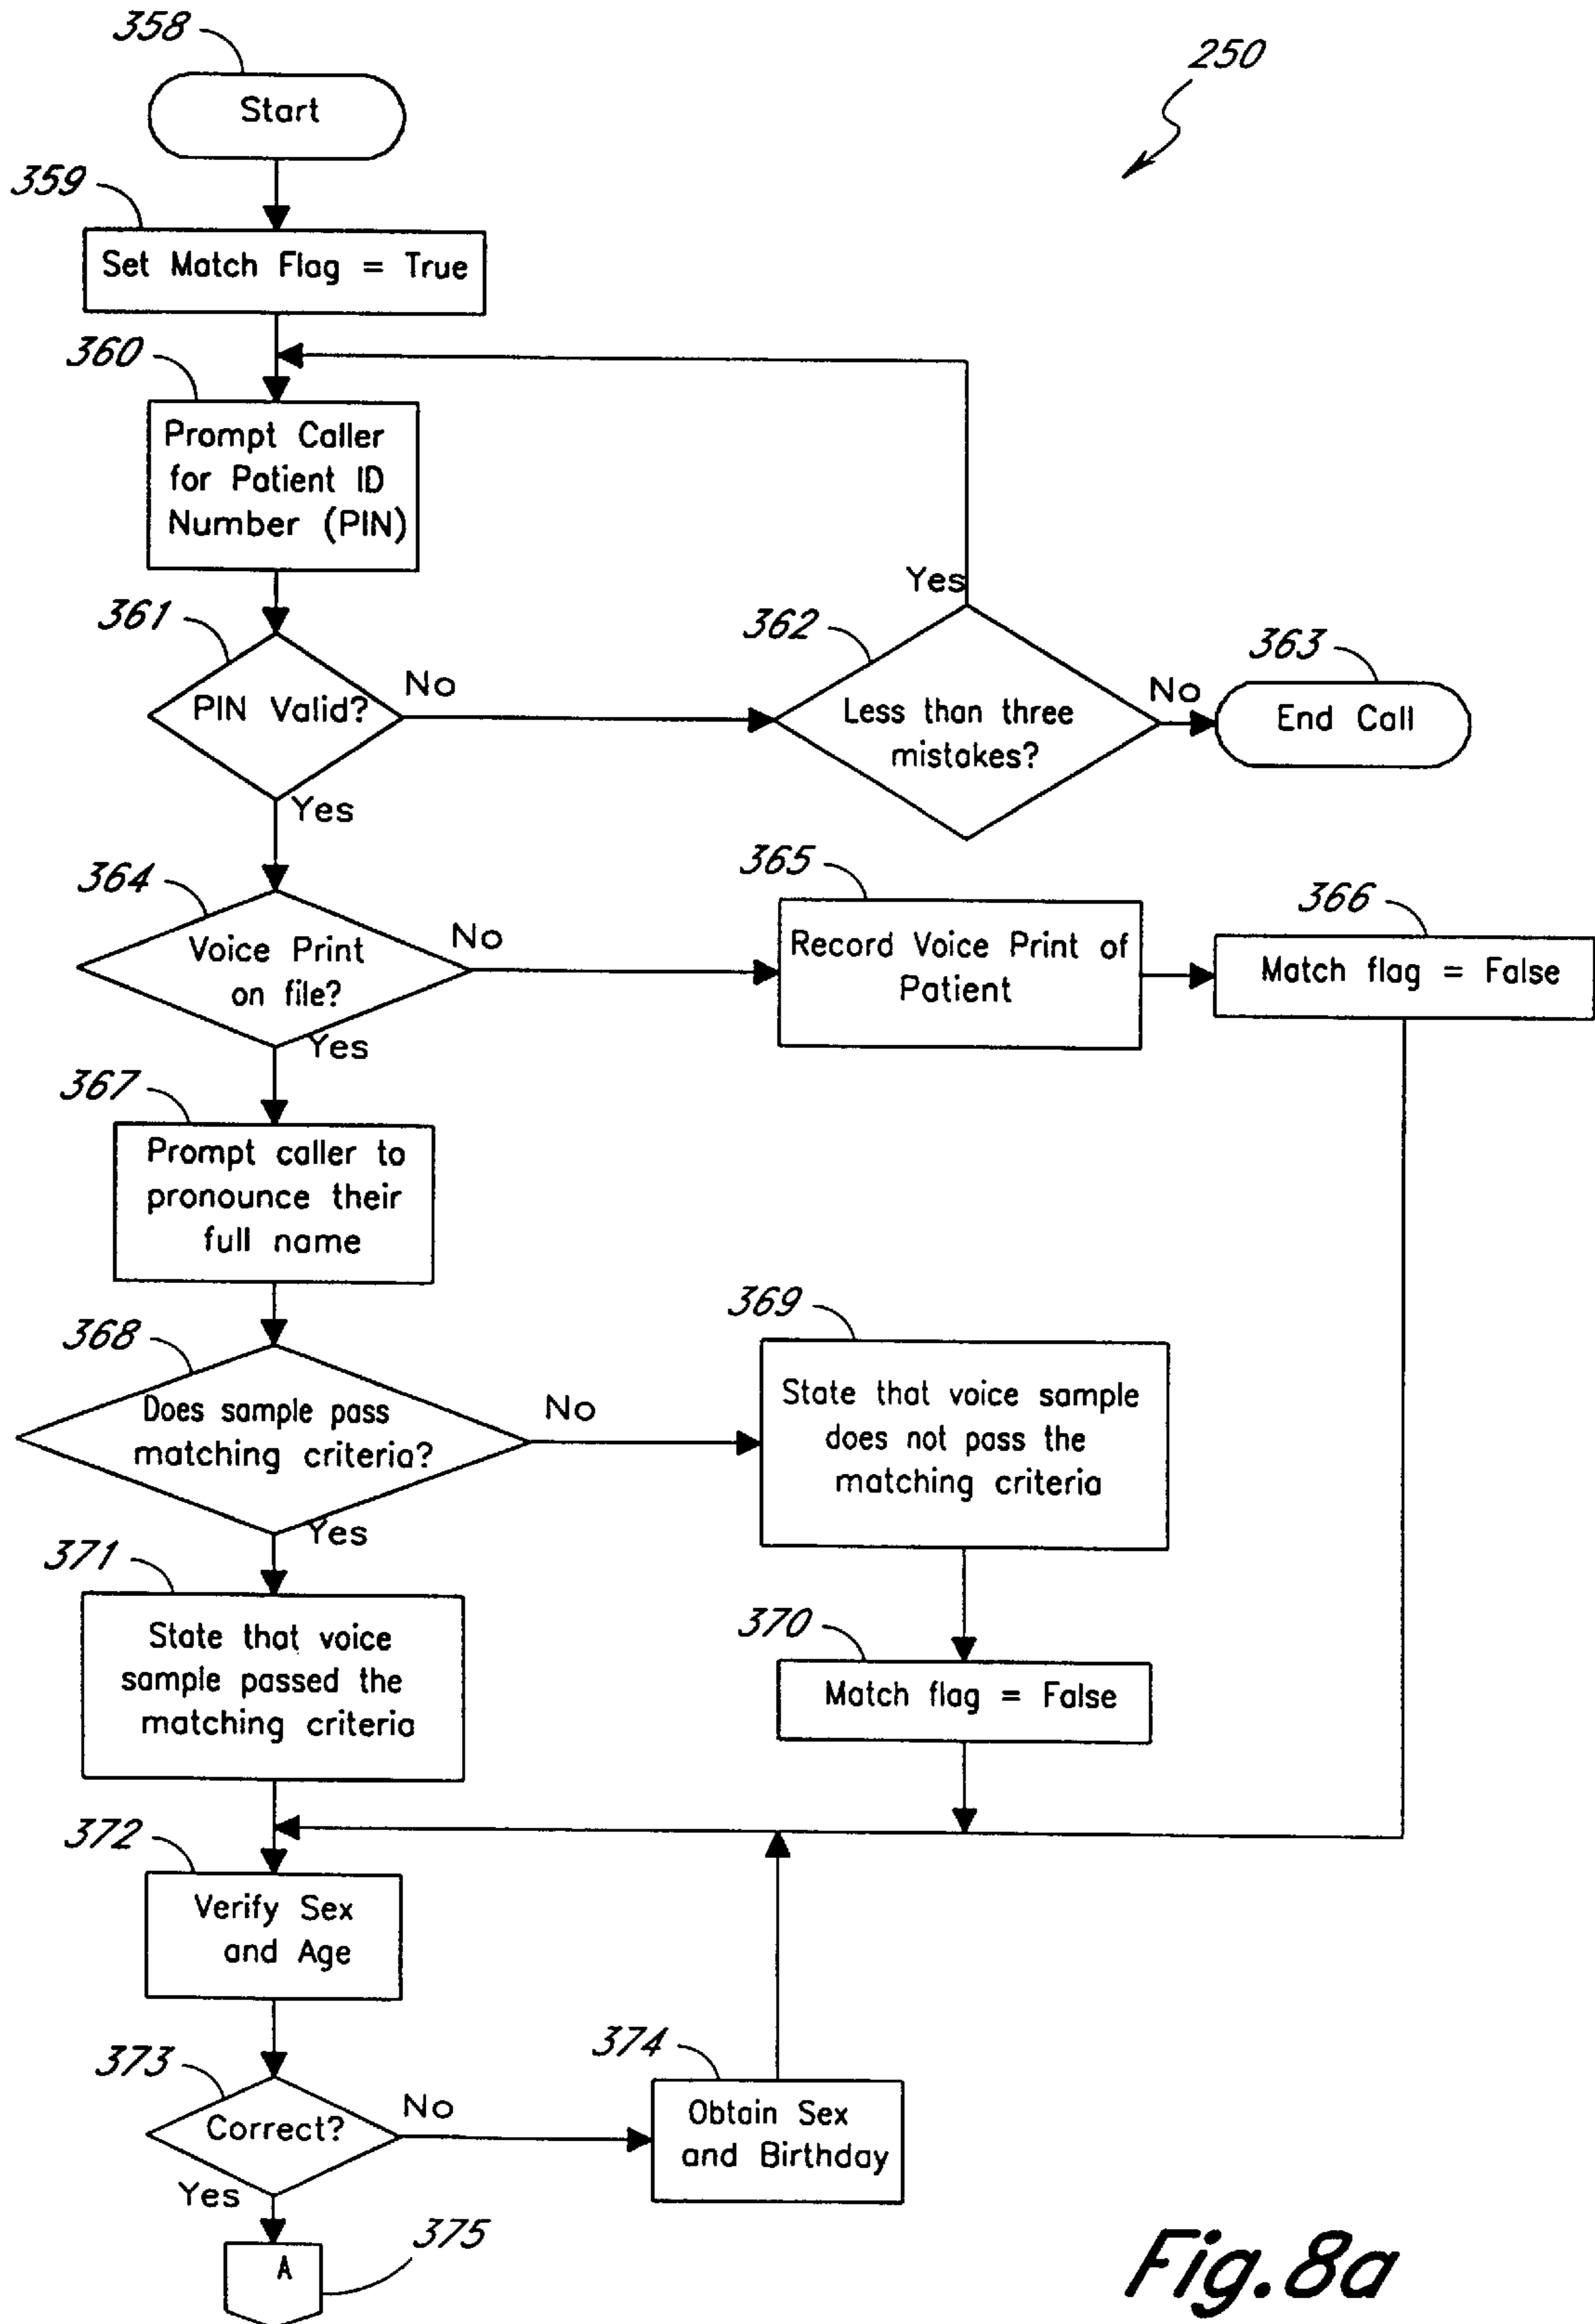 358
250
Start
359
Set Match Flag = True
360
Prompt Caller
for Patient ID
Number (PIN)
361
PIN Valid?
No
Yes
362
Less than three
mistakes?
Yes
No
363
End Call
364
Voice Print
on file?
No
Yes
365
Record Voice Print of
Patient
366
Match flag = False
367
Prompt caller to
pronounce their
full name
368
Does sample pass
matching criteria?
No
Yes
369
State that voice sample
does not pass the
matching criteria
370
Match flag = False
371
State that voice
sample passed the
matching criteria
372
Verify Sex
and Age
373
Correct?
No
Yes
374
Obtain Sex
and Birthday
375
A
Fig.8a